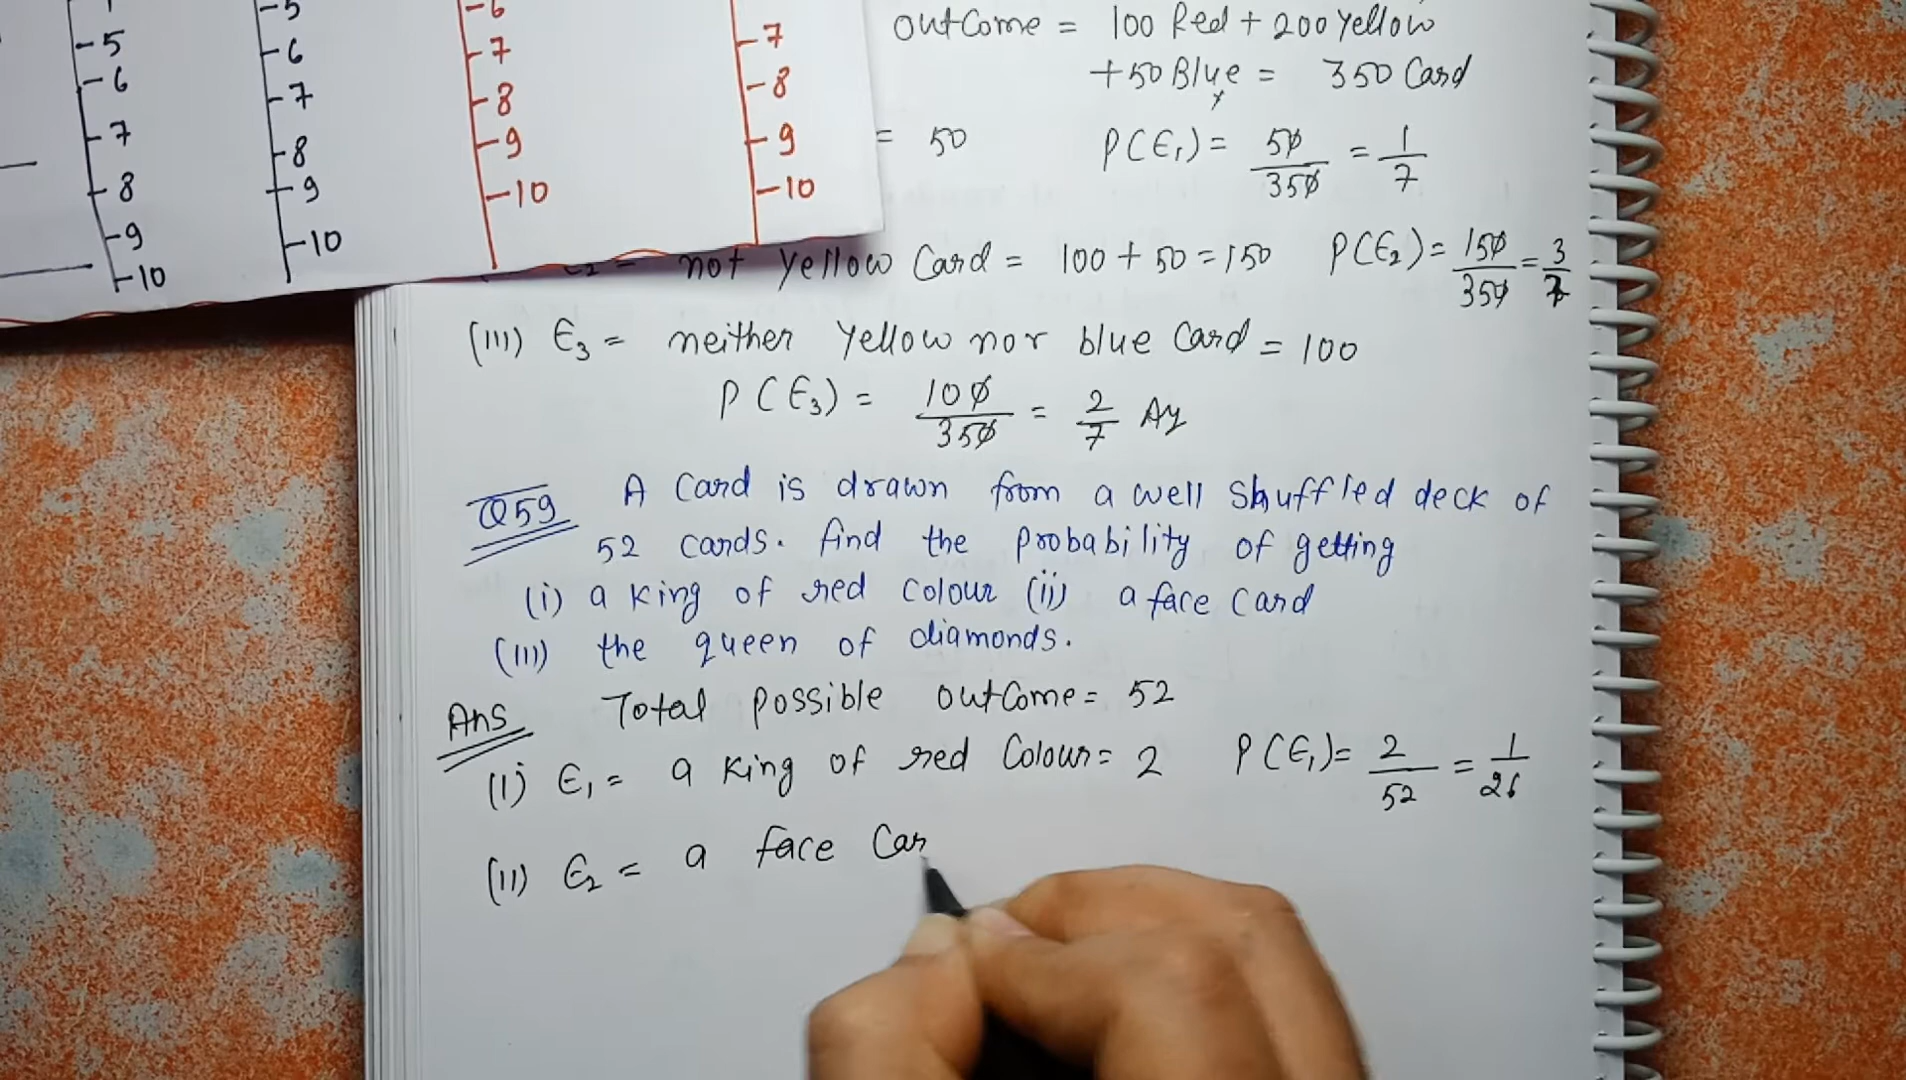 -5
-6
-7
-8
-9
-10
-5
-6
-7
-8
-9
-10
-6
-7
-8
-9
-10
-7
-8
-9
-10
outCome = 100 Red + 200 Yellow
+50 Blue = 350 Card
= 50 P(E₁) = 50/350 = 1/7
not Yellow Card = 100 + 50 = 150 P(E₂) = 150/350 = 3/7
(III) E₃ = neither Yellow nor blue Card = 100
P(E₃) = 100/350 = 2/7
Q59 A Card is drawn from a well shuffled deck of
52 cards. find the probability of getting
(i) a king of red colour (ii) a face Card
(III) the queen of diamonds.
Ans Total possible outCome = 52
(I) E₁ = a king of red Colour = 2 P(E₁) = 2/52 = 1/26
(II) E₂ = a face Car